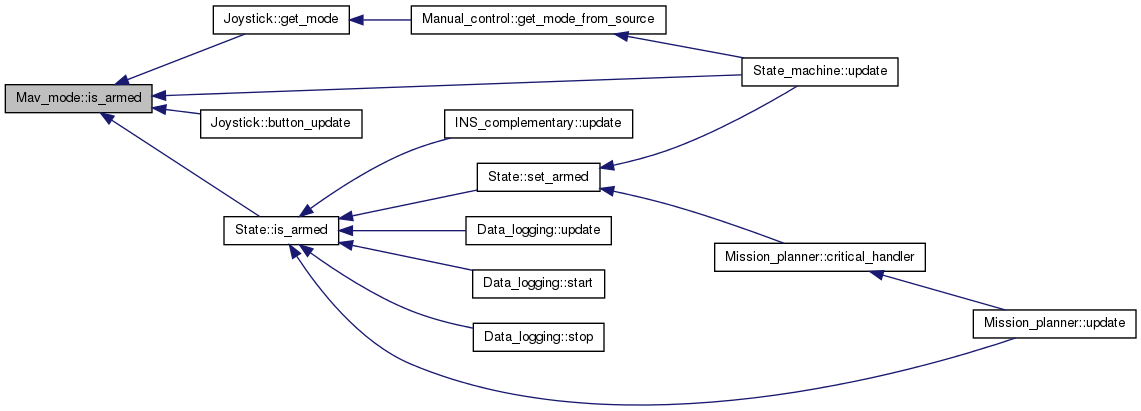 Joystick::get_mode
Manual_control::get_mode_from_source
State_machine::update
Mav_mode::is_armed
Joystick::button_update
INS_complementary::update
State::set_armed
State::is_armed
Data_logging::update
Mission_planner::critical_handler
Data_logging::start
Mission_planner::update
Data_logging::stop